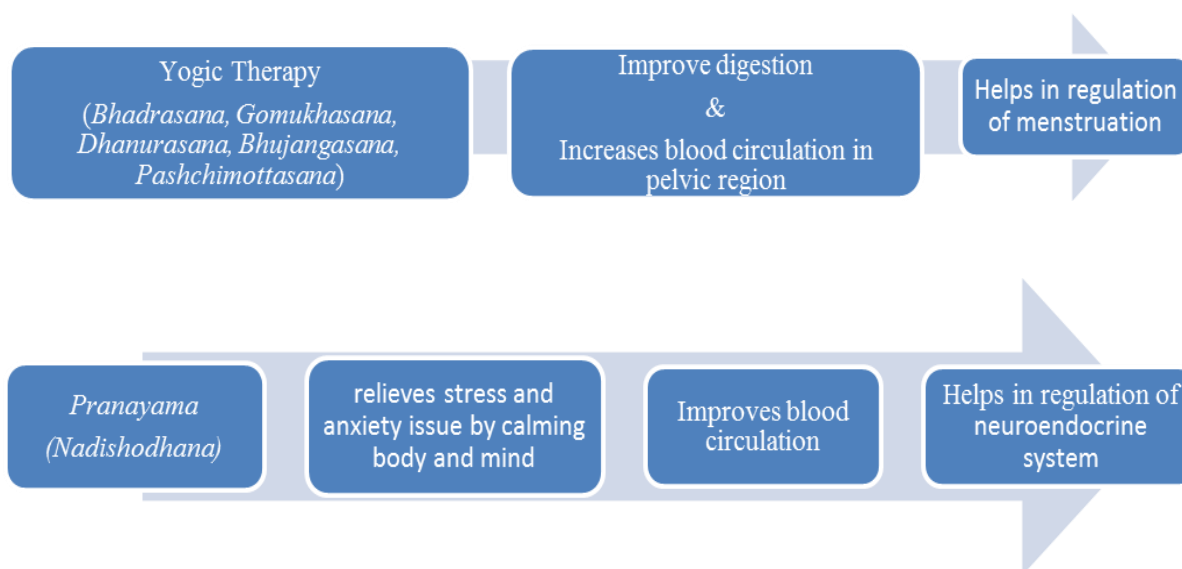 Yogic Therapy
(Bhadrasana, Gomukhasana,
Dhanurasana, Bhujangasana,
Pashchimottasana)
Improve digestion
&
Increases blood circulation in
pelvic region
Helps in regulation
of menstruation
Pranayama
(Nadishodhana)
relieves stress and
anxiety issue by calming
body and mind
Improves blood
circulation
Helps in regulation of
neuroendocrine
system